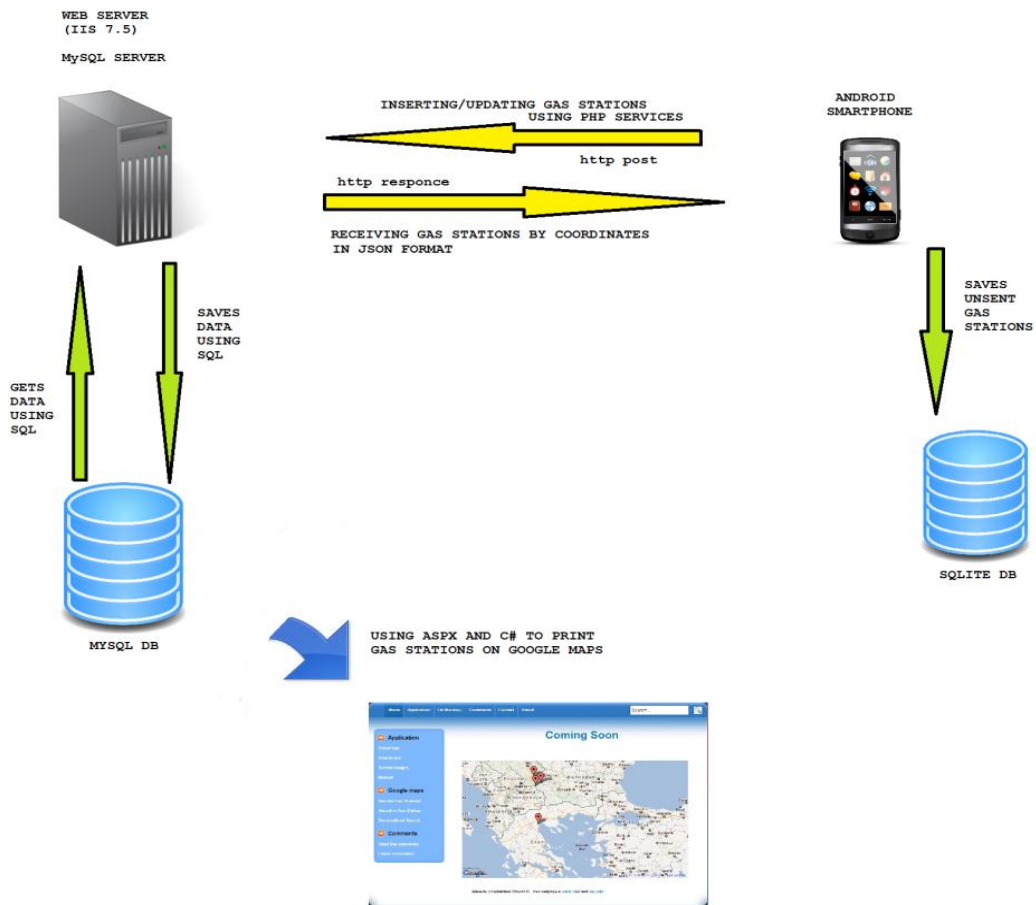 WEB SERVER
(IIS 7.5)
MySQL SERVER
INSERTING/UPDATING GAS STATIONS
USING PHP SERVICES
http post
http responce
RECEIVING GAS STATIONS BY COORDINATES
IN JSON FORMAT
ANDROID
SMARTPHONE
SAVES
UNSENT
GAS
STATIONS
SAVES
DATA
USING
SQL
GETS
DATA
USING
SQL
MYSQL DB
SQLITE DB
USING ASPX AND C# TO PRINT
GAS STATIONS ON GOOGLE MAPS
Coming Soon
Application
Google maps
Comments
Google